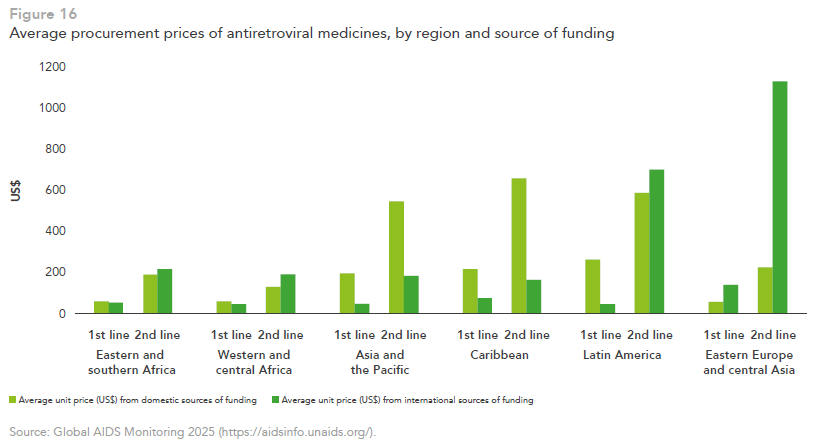 Figure 16
Average procurement prices of antiretroviral medicines, by region and source of funding
1200
1000
800
600
400
200
0
US$
1st line 2nd line 1st line 2nd line 1st line 2nd line 1st line 2nd line 1st line 2nd line 1st line 2nd line
Eastern and southern Africa
Western and central Africa
Asia and the Pacific
Caribbean
Latin America
Eastern Europe and central Asia
Average unit price (US$) from domestic sources of funding
Average unit price (US$) from international sources of funding
Source: Global AIDS Monitoring 2025 (https://aidsinfo.unaids.org/).